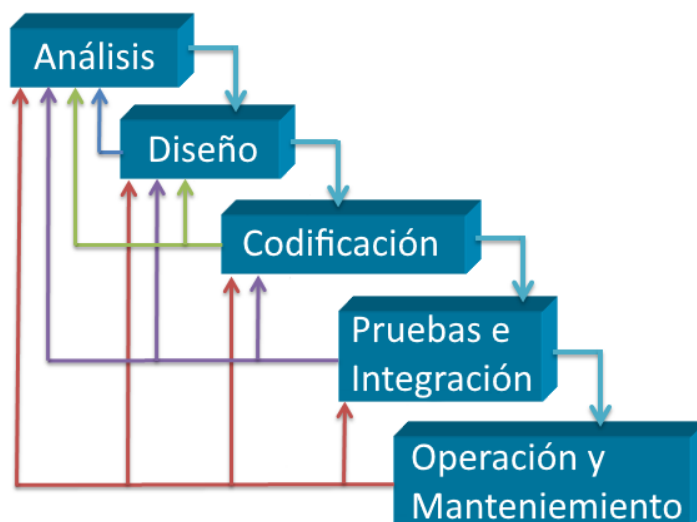 Análisis
Diseño
Codificación
Pruebas e
Integración
Operación y
Manteniemiento